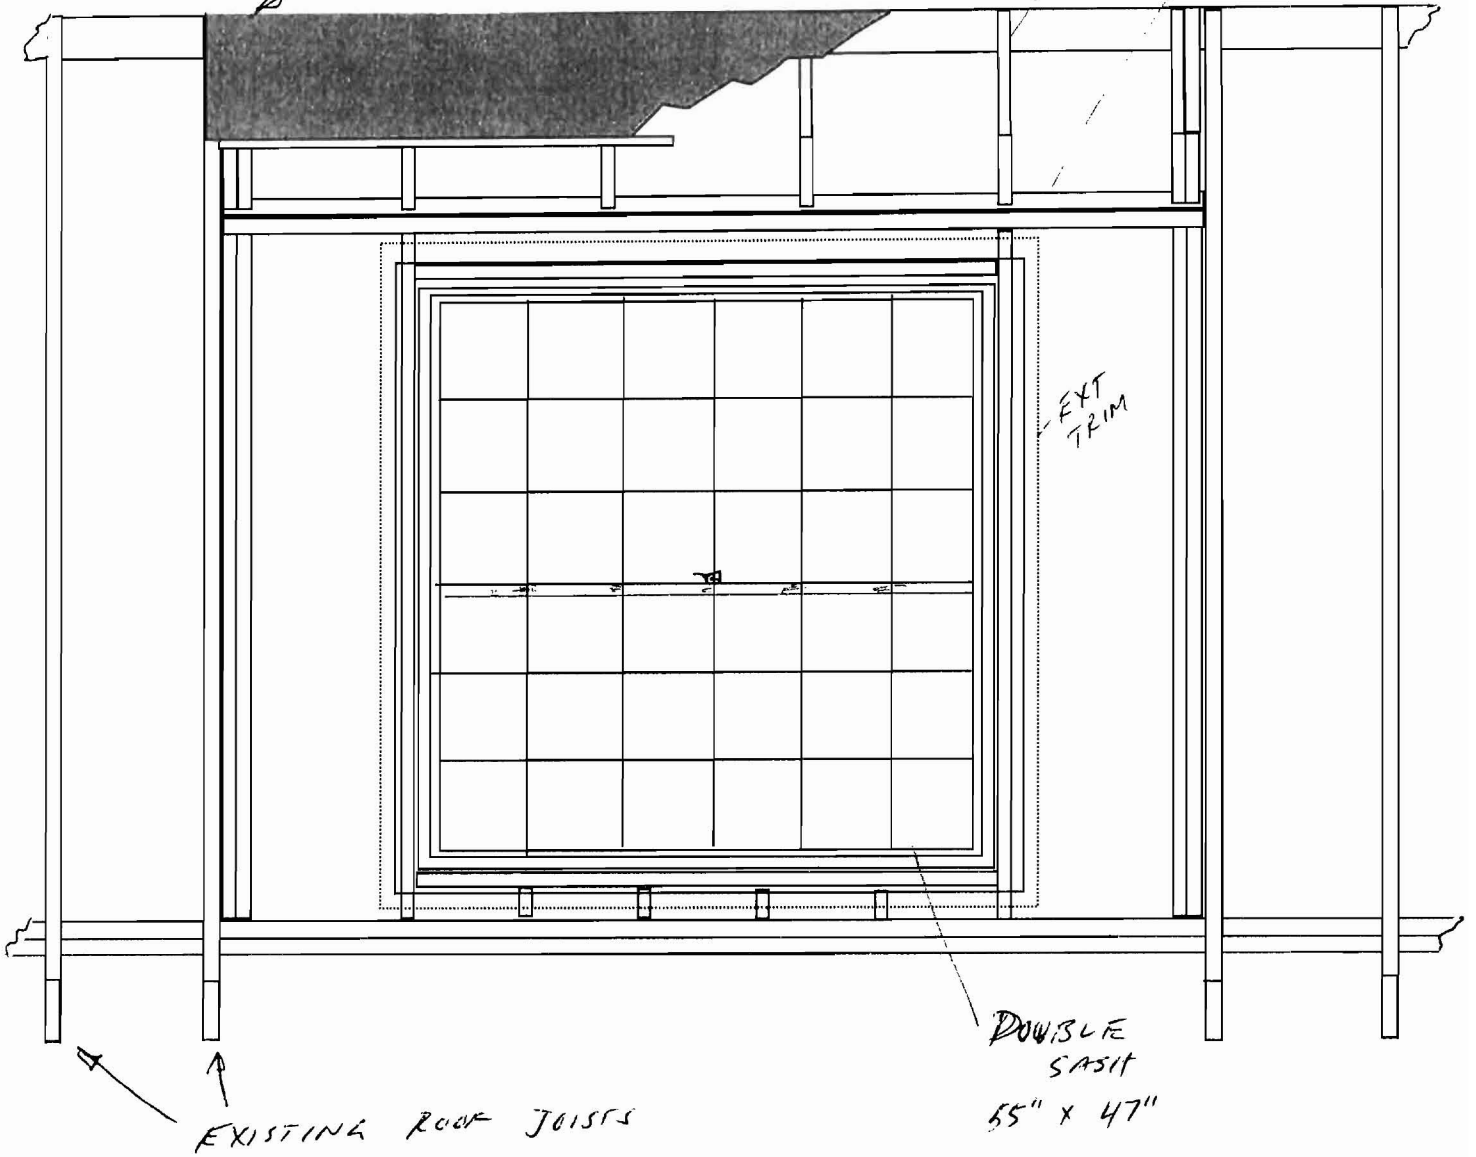 EXT
TRIM
DOUBLE
SASH
55" X 47"
EXISTING ROOF JOISTS